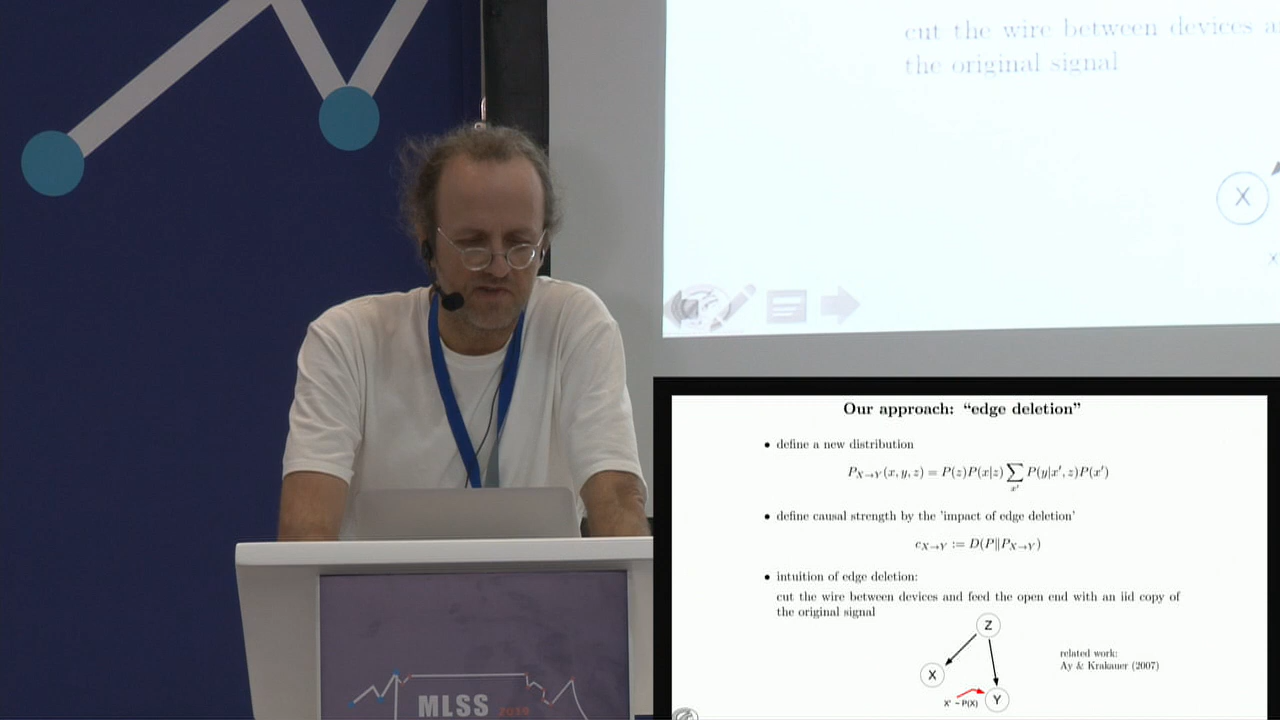 cut the wire between devices a
the original signal
X
Our approach: “edge deletion”
• define a new distribution
P_{X→Y}(x, y, z) = P(z)P(x|z) ∑_{x'} P(y|x', z)P(x')
• define causal strength by the 'impact of edge deletion'
c_{X→Y} := D(P||P_{X→Y})
• intuition of edge deletion:
cut the wire between devices and feed the open end with an iid copy of
the original signal
Z
related work:
Ay & Krakauer (2007)
X
X' ~ P(X)
Y
MLSS 2019